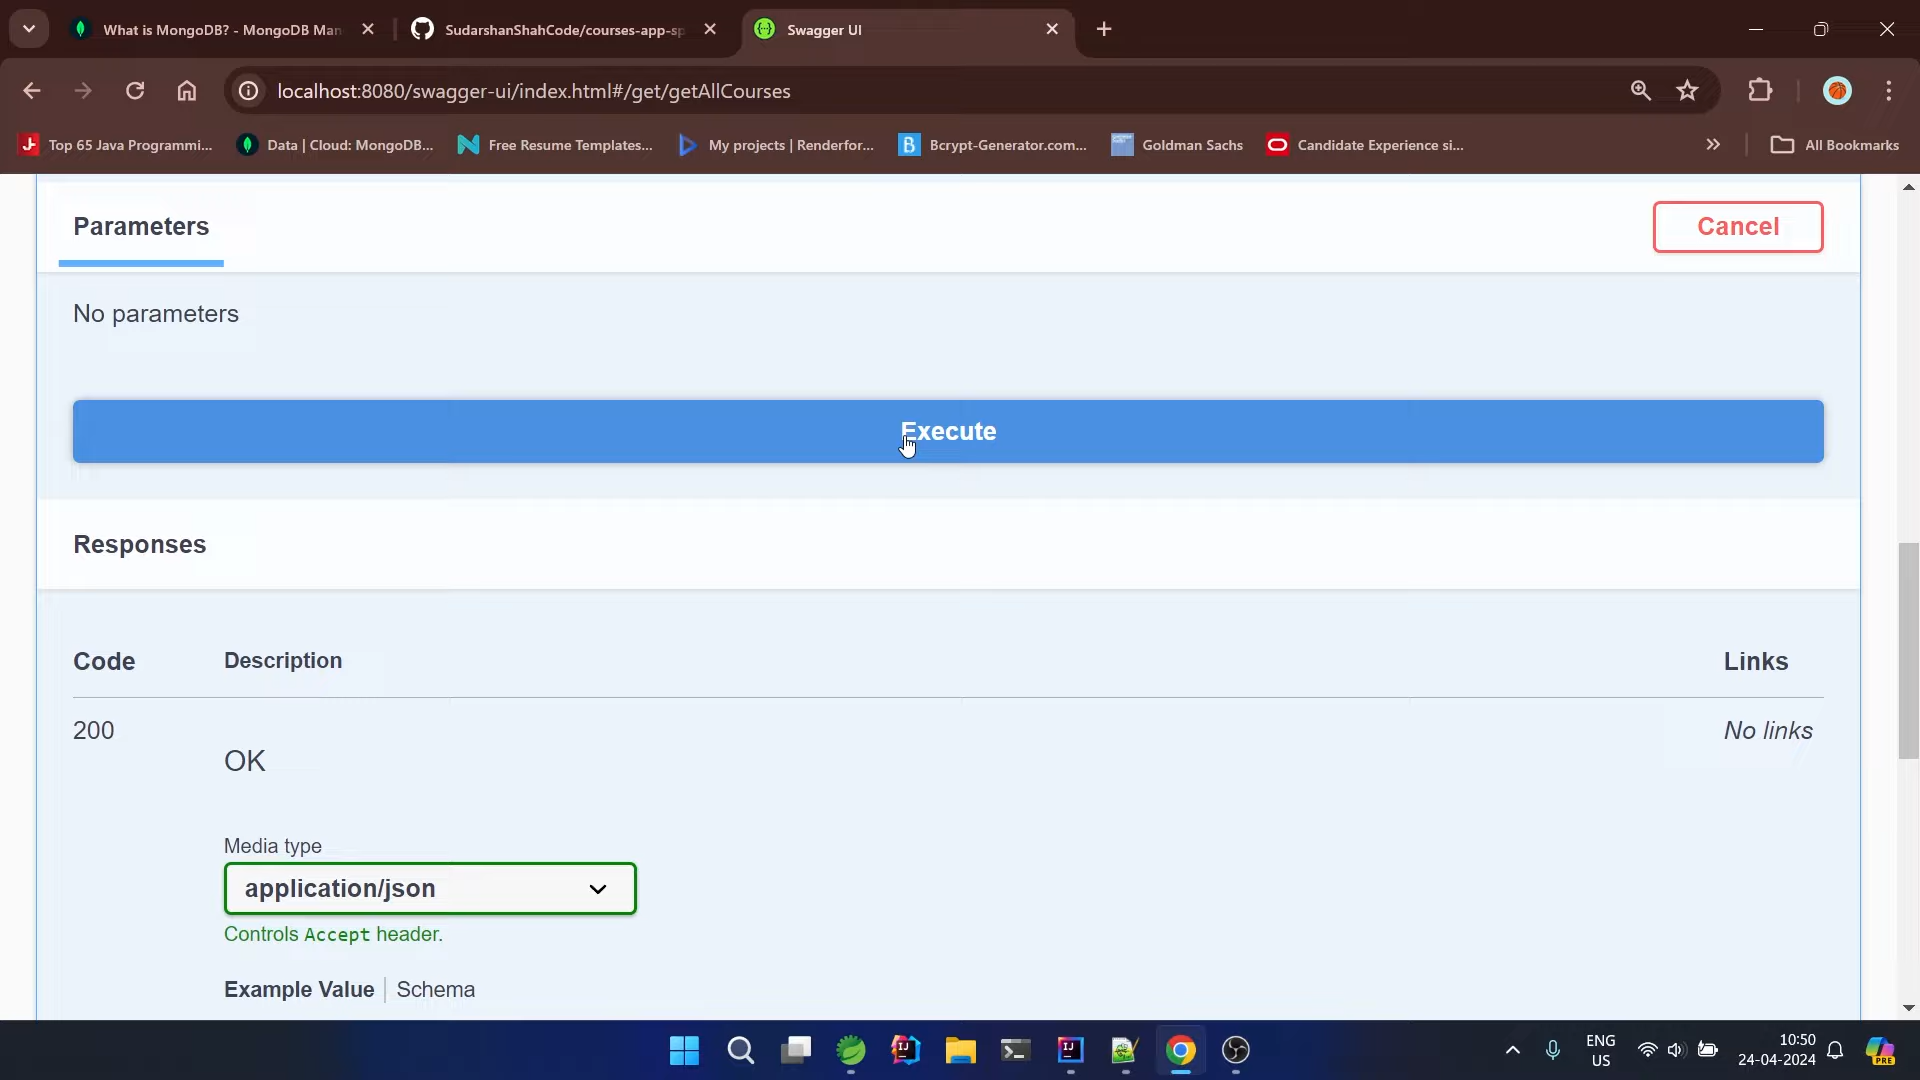 What is MongoDB? - MongoDB Man
SudarshanShahCode/courses-app-sp
Swagger UI
localhost:8080/swagger-ui/index.html#/get/getAllCourses
Top 65 Java Programmi...
Data | Cloud: MongoDB...
Free Resume Templates...
My projects | Renderfor...
Bcrypt-Generator.com...
Goldman Sachs
Candidate Experience si...
All Bookmarks
Parameters
Cancel
No parameters
Execute
Responses
Code
Description
Links
200
OK
No links
Media type
application/json
Controls Accept header.
Example Value
Schema
ENG
US
10:50
24-04-2024
PRE